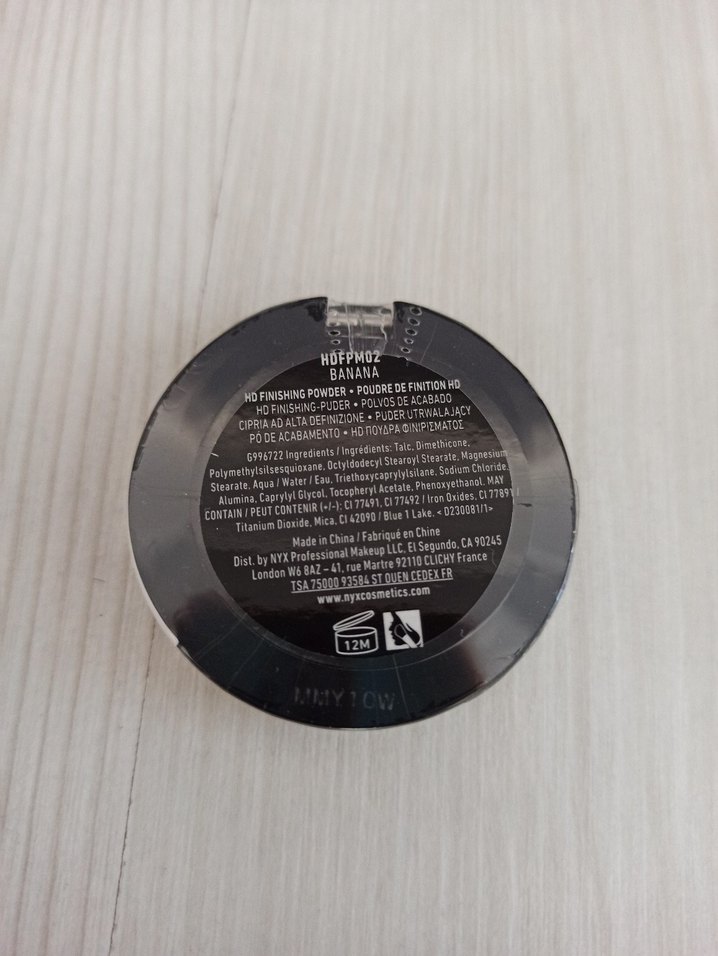 HDFPM02
BANANA
HD FINISHING POWDER • POUDRE DE FINITION HD
HD FINISHING-PUDER • POLVOS DE ACABADO
CIPRIA AD ALTA DEFINIZIONE • PUDER UTRWALAJĄCY
PÓ DE ACABAMENTO • HD ΠΟΥΔΡΑ ΦΙΝΙΡΙΣΜΑΤΟΣ
G996722 Ingredients / Ingrédients: Talc, Dimethicone,
Polymethylsilsesquioxane, Octyldodecyl Stearoyl Stearate, Magnesium
Stearate, Aqua / Water / Eau, Triethoxycaprylylsilane, Sodium Chloride,
Alumina, Caprylyl Glycol, Tocopheryl Acetate, Phenoxyethanol. MAY
CONTAIN / PEUT CONTENIR (+/-): CI 77491, CI 77492 / Iron Oxides, CI 77891 /
Titanium Dioxide, Mica, CI 42090 / Blue 1 Lake. < D230081/1>
Made in China / Fabriqué en Chine
Dist. by NYX Professional Makeup LLC, El Segundo, CA 90245
London W6 8AZ – 41, rue Martre 92110 CLICHY France
TSA 75000 93584 ST OUEN CEDEX FR
www.nyxcosmetics.com
12M